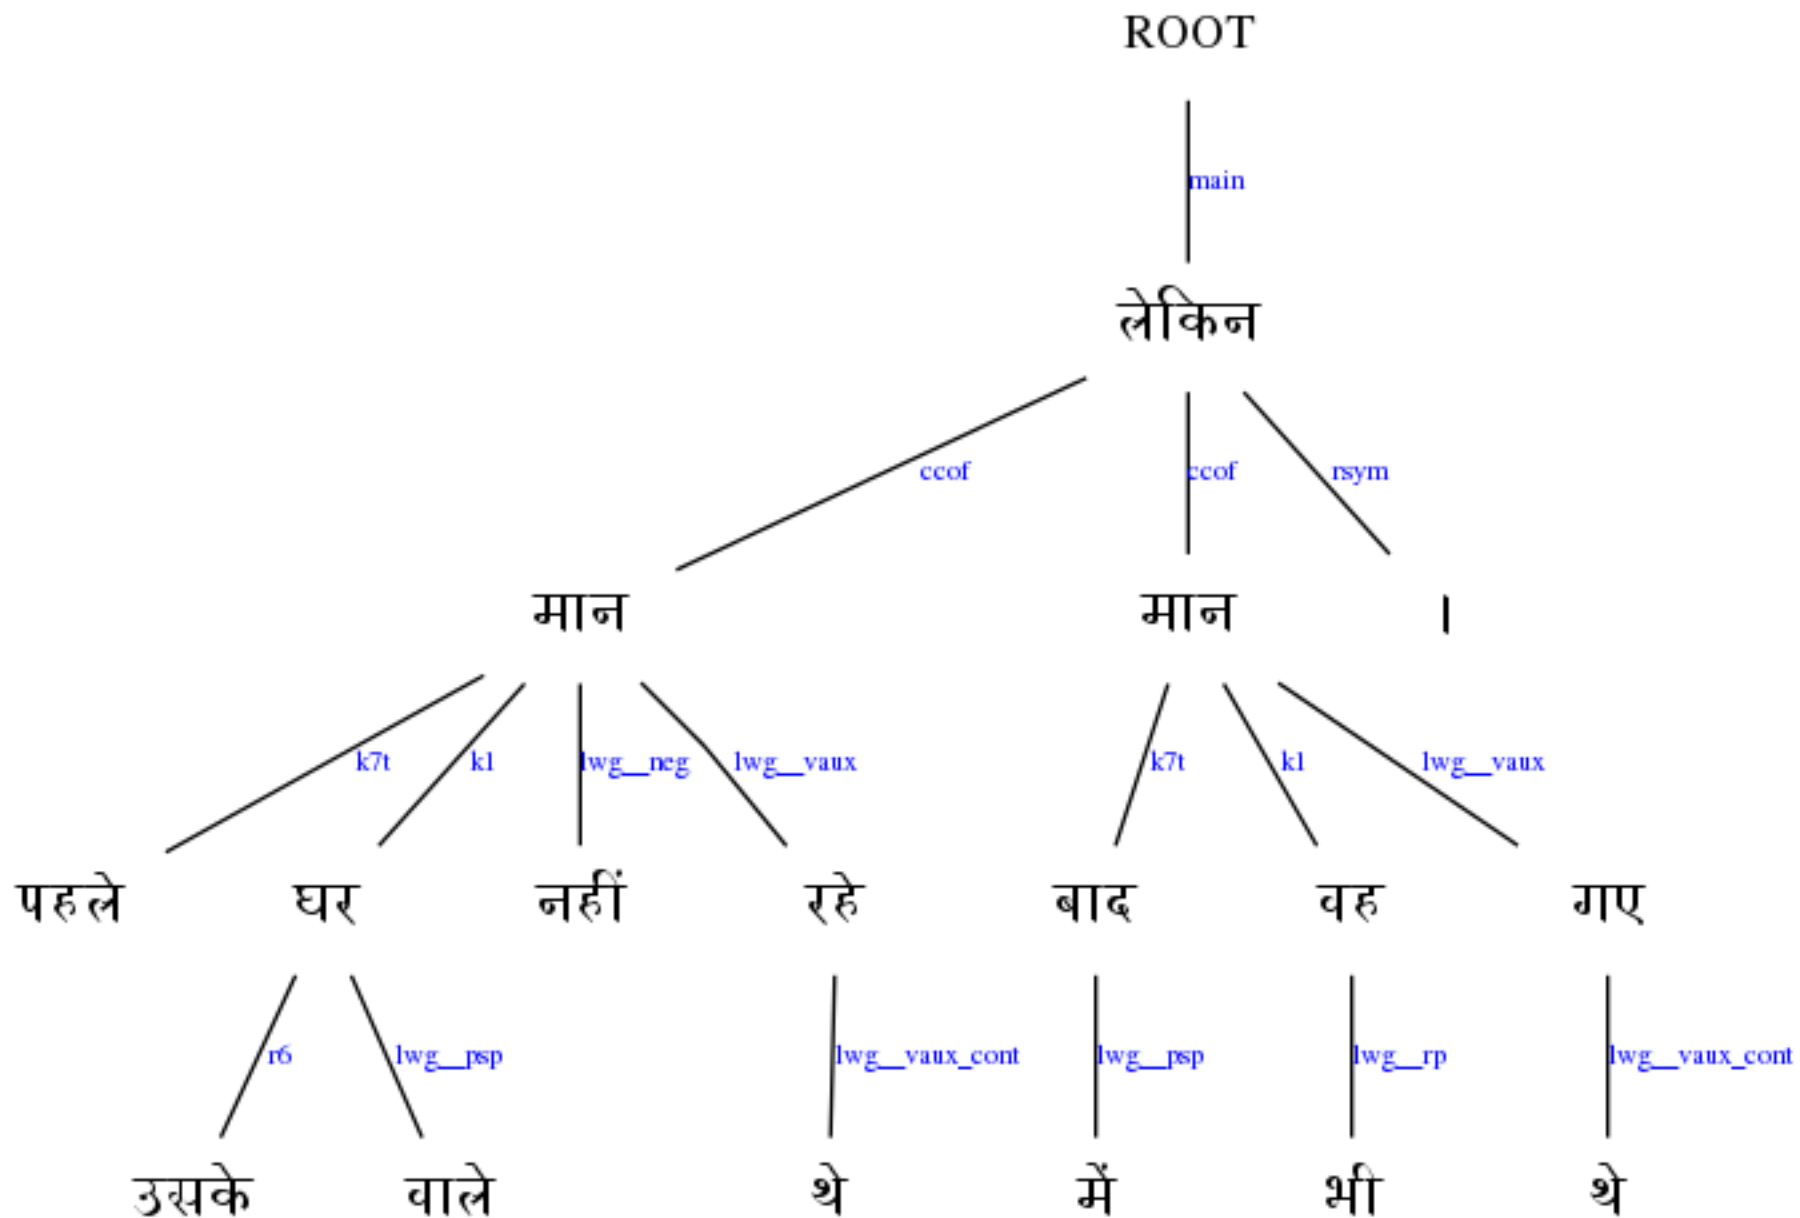 ROOT
main
लेकिन
ccof ccof rsym
मान मान ।
k7t k1 lwg__neg lwg__vaux k7t k1 lwg__vaux
पहले घर नहीं रहे बाद वह गए
r6 lwg__psp lwg__vaux_cont lwg__psp lwg__rp lwg__vaux_cont
उसके वाले थे में भी थे